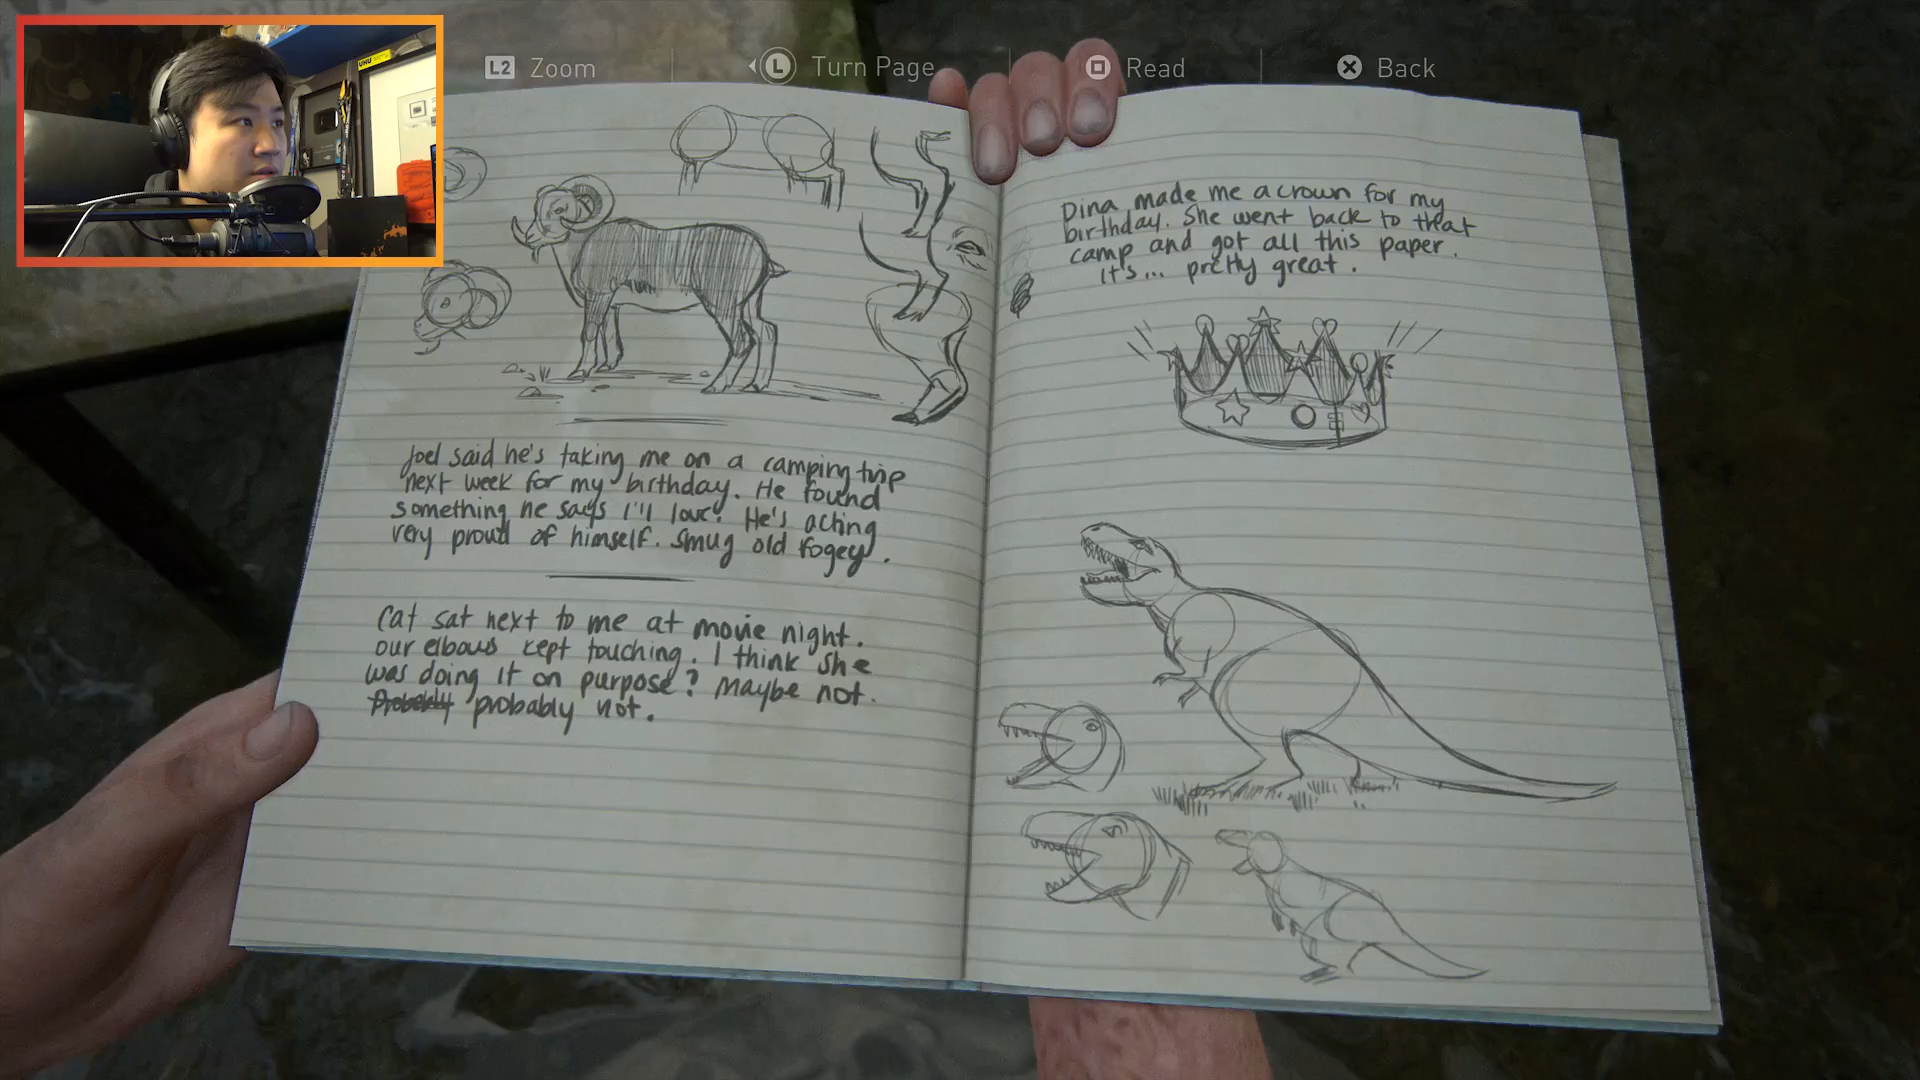 UHU
L2 Zoom
L Turn Page
Read
Back
Joel said he's taking me on a camping trip
next week for my birthday. He found
something he says I'll love. He's acting
very proud of himself. Smug old fogey.
Cat sat next to me at movie night.
our elbows kept touching. I think she
was doing it on purpose? Maybe not.
Probably probably not.
Dina made me a crown for my
birthday. She went back to that
camp and got all this paper.
it's... pretty great.